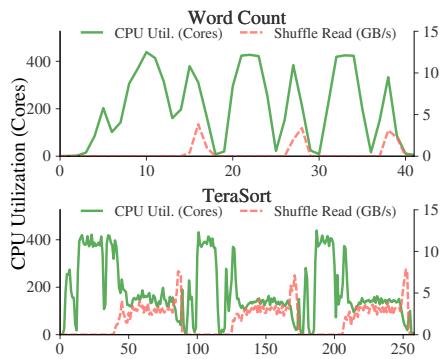 Word Count
CPU Util. (Cores) Shuffle Read (GB/s)
400
200
0
15
10
5
0
0 10 20 30 40
CPU Utilization (Cores)
TeraSort
CPU Util. (Cores) Shuffle Read (GB/s)
400
200
0
15
10
5
0
0 50 100 150 200 250